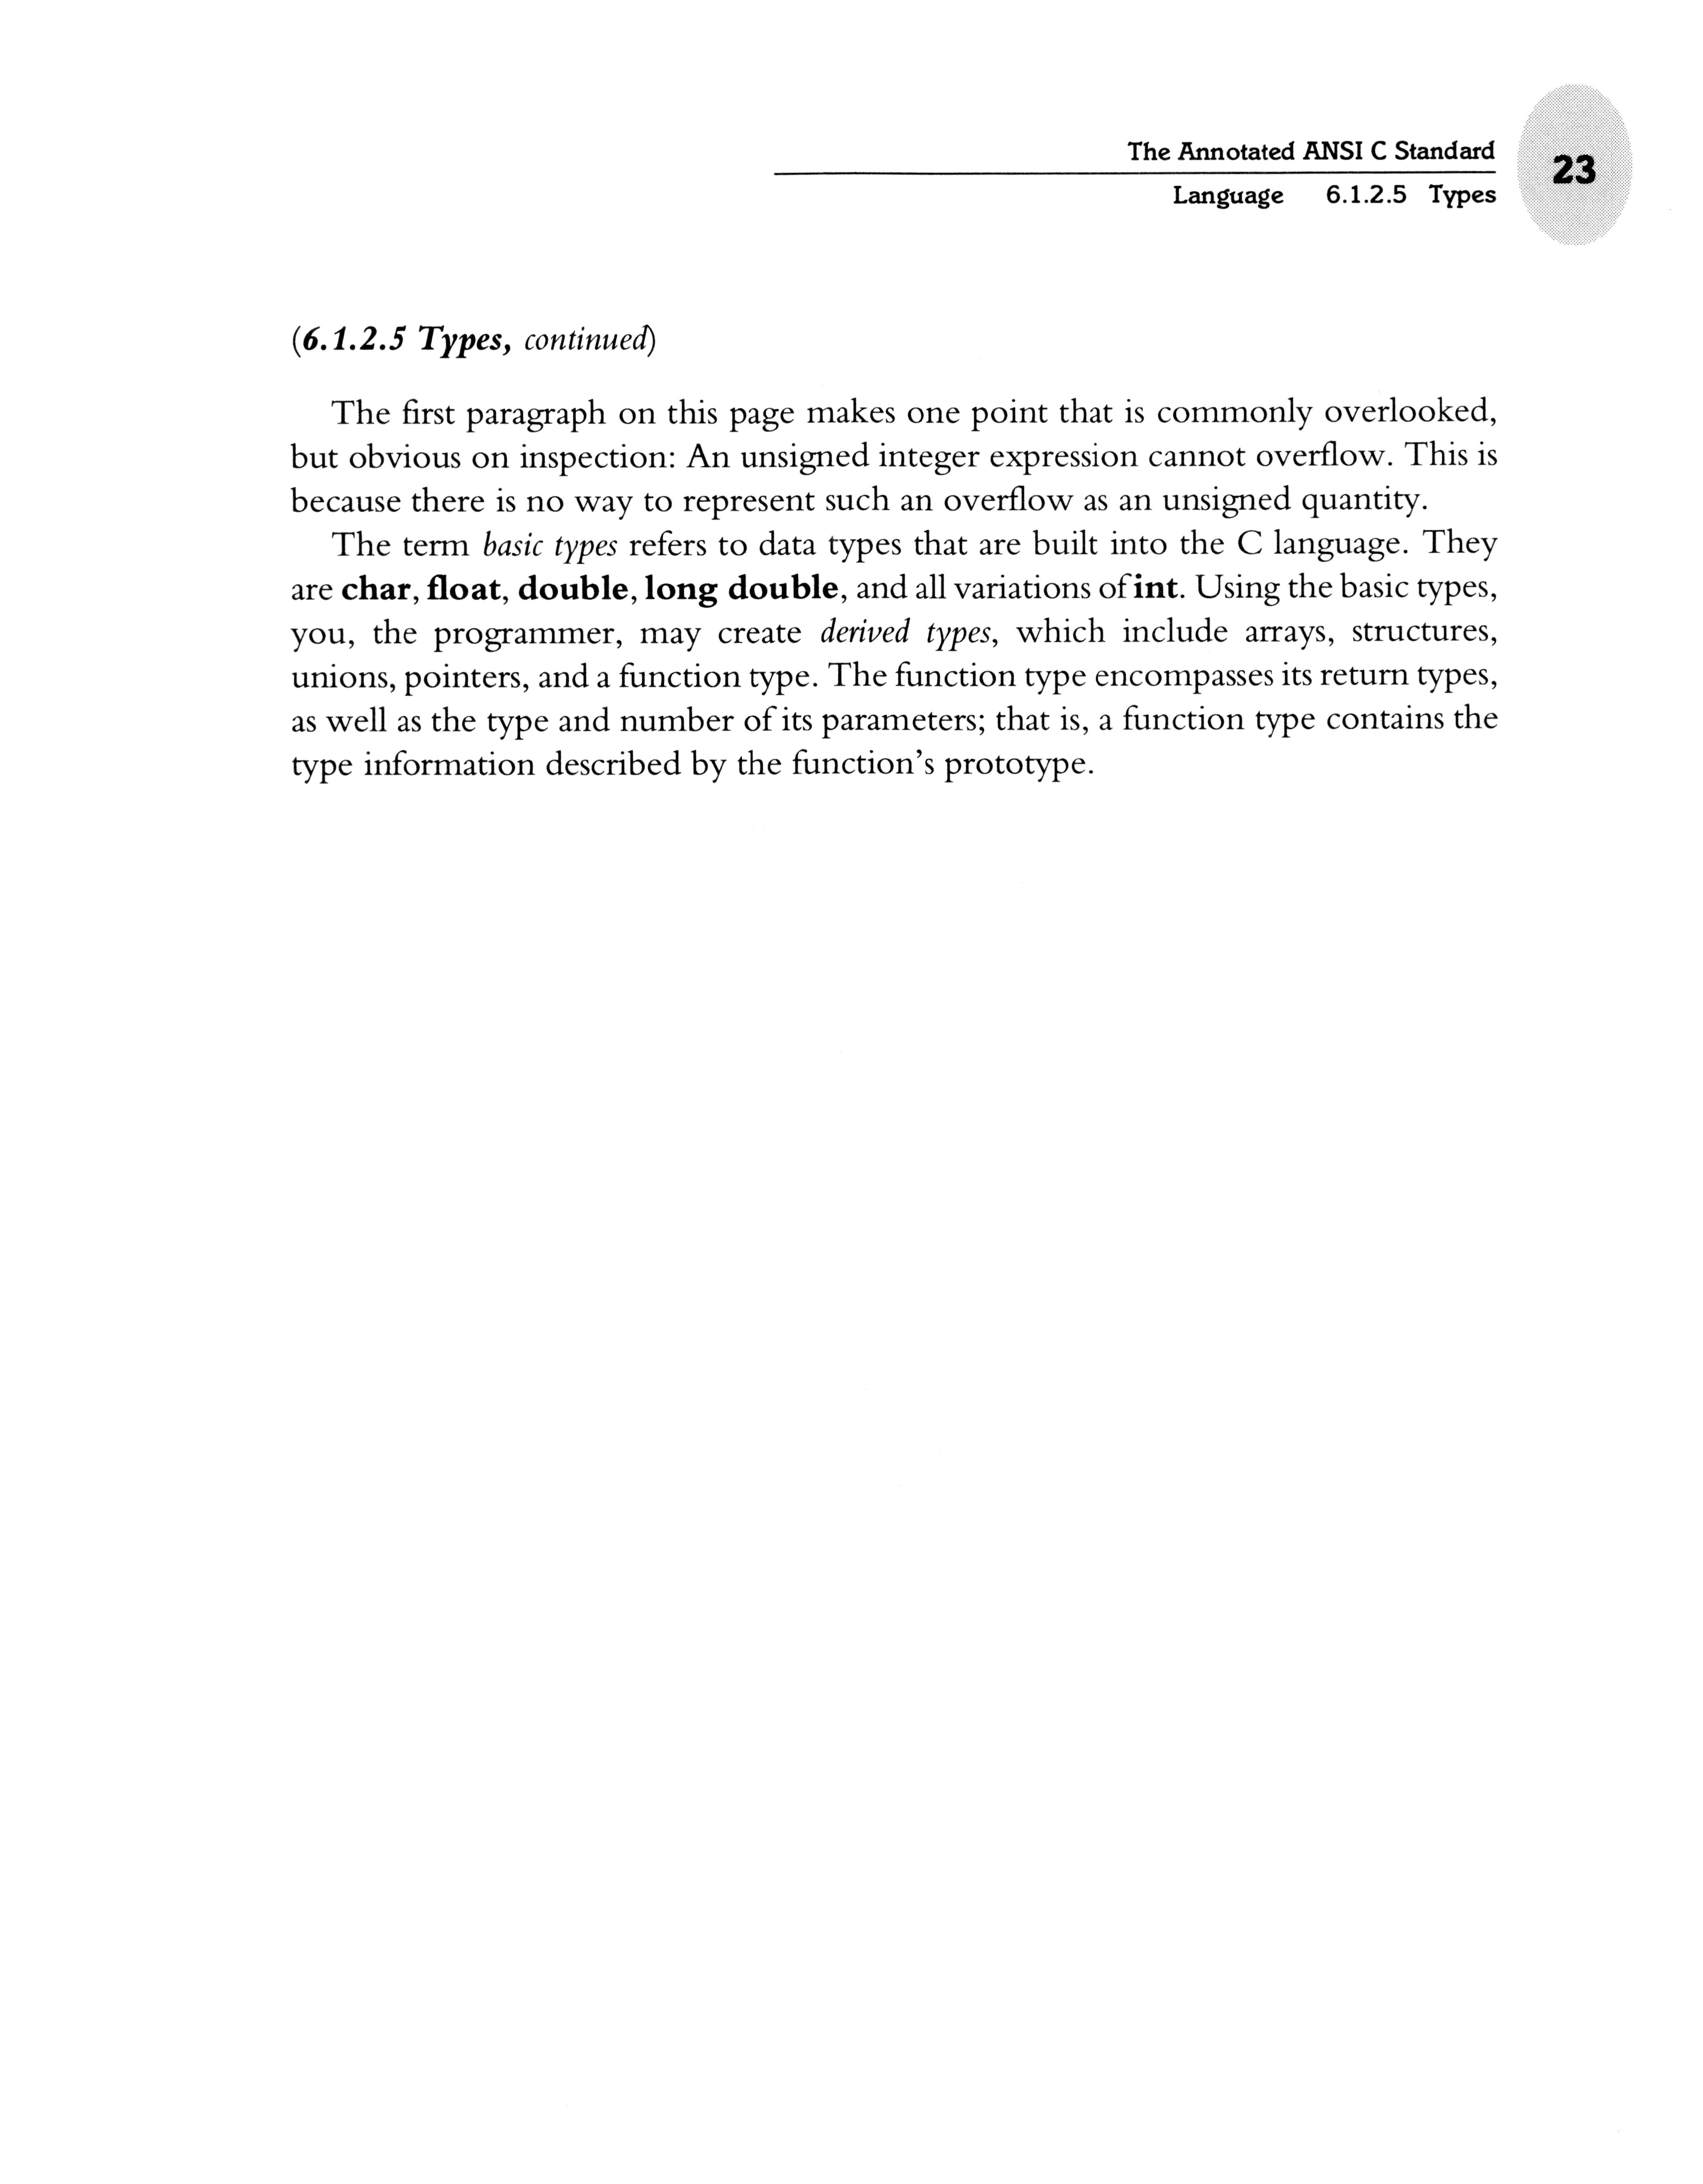 The Annotated ANSI C Standard
23
Language 6.1.2.5 Types
(6.1.2.5 Types, continued)
The first paragraph on this page makes one point that is commonly overlooked,
but obvious on inspection: An unsigned integer expression cannot overflow. This is
because there is no way to represent such an overflow as an unsigned quantity.
The term basic types refers to data types that are built into the C language. They
are char, float, double, long double, and all variations of int. Using the basic types,
you, the programmer, may create derived types, which include arrays, structures,
unions, pointers, and a function type. The function type encompasses its return types,
as well as the type and number of its parameters; that is, a function type contains the
type information described by the function's prototype.